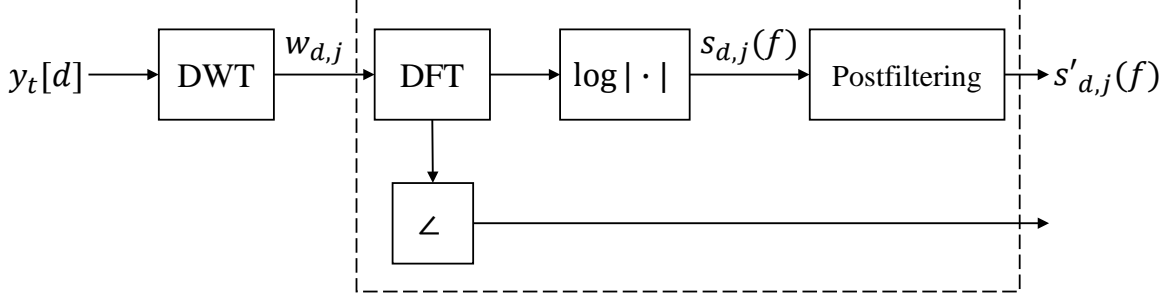 y_t[d]
DWT
w_{d,j}
DFT
log|·|
s_{d,j}(f)
Postfiltering
s'_{d,j}(f)
∠